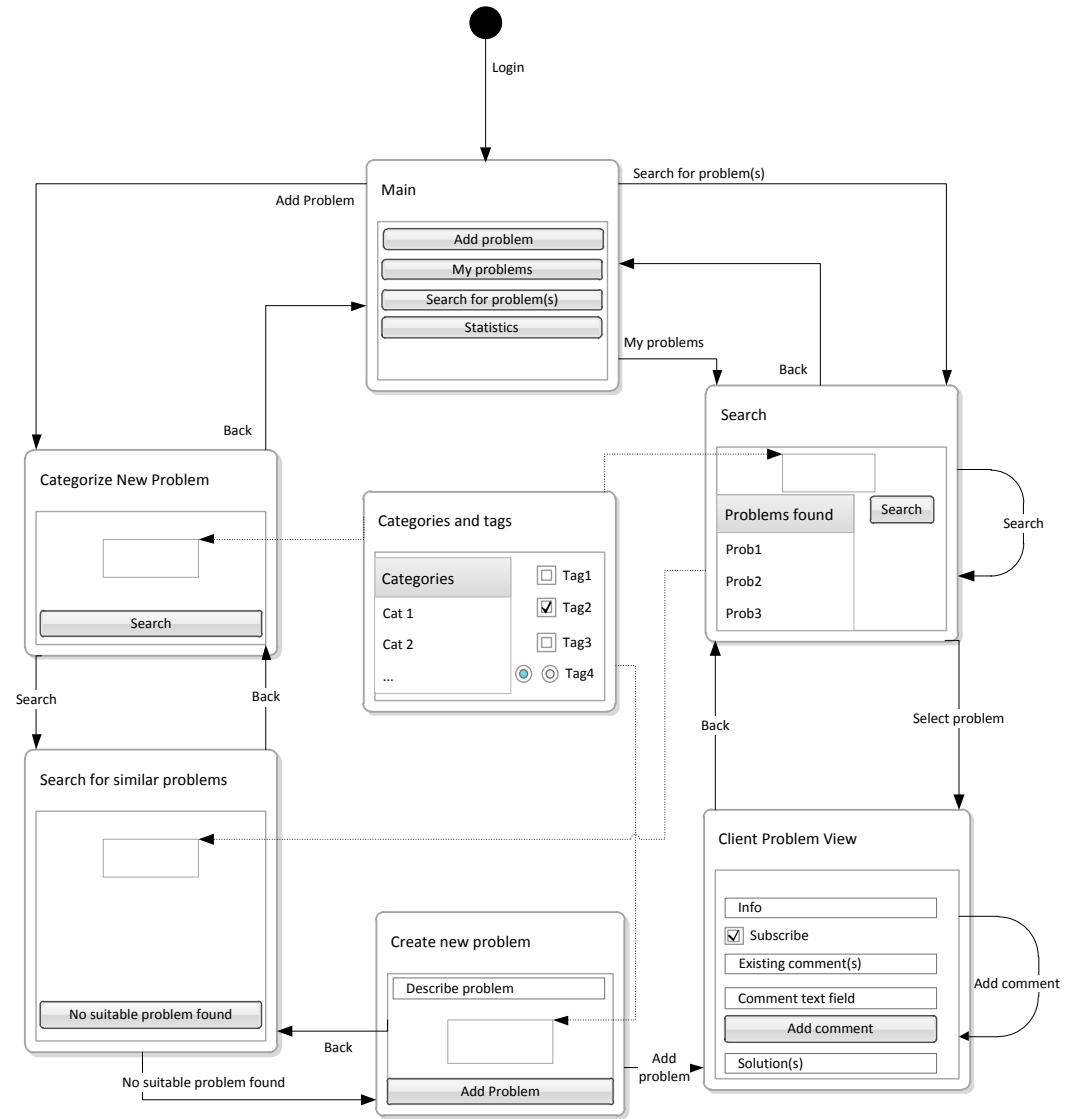 Login
Main
Add problem
My problems
Search for problem(s)
Statistics
Add Problem
Search for problem(s)
My problems
Back
Back
Categorize New Problem
Search
Categories and tags
Categories
Cat 1
Cat 2
...
Tag1
Tag2
Tag3
Tag4
Search
Problems found
Search
Prob1
Prob2
Prob3
Search
Search
Back
Back
Select problem
Search for similar problems
No suitable problem found
Client Problem View
Info
Subscribe
Existing comment(s)
Comment text field
Add comment
Solution(s)
Add comment
Create new problem
Describe problem
Add Problem
Back
No suitable problem found
Add
problem